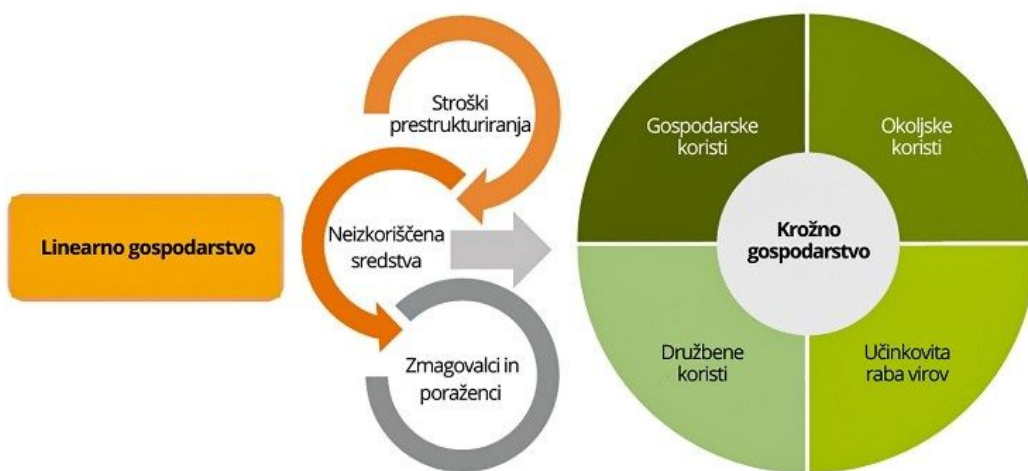 Linearno gospodarstvo
Stroški
prestrukturiranja
Neizkoriščena
sredstva
Zmagovalci in
poraženci
Gospodarske
koristi
Okoljske
koristi
Krožno
gospodarstvo
Družbene
koristi
Učinkovita
raba virov